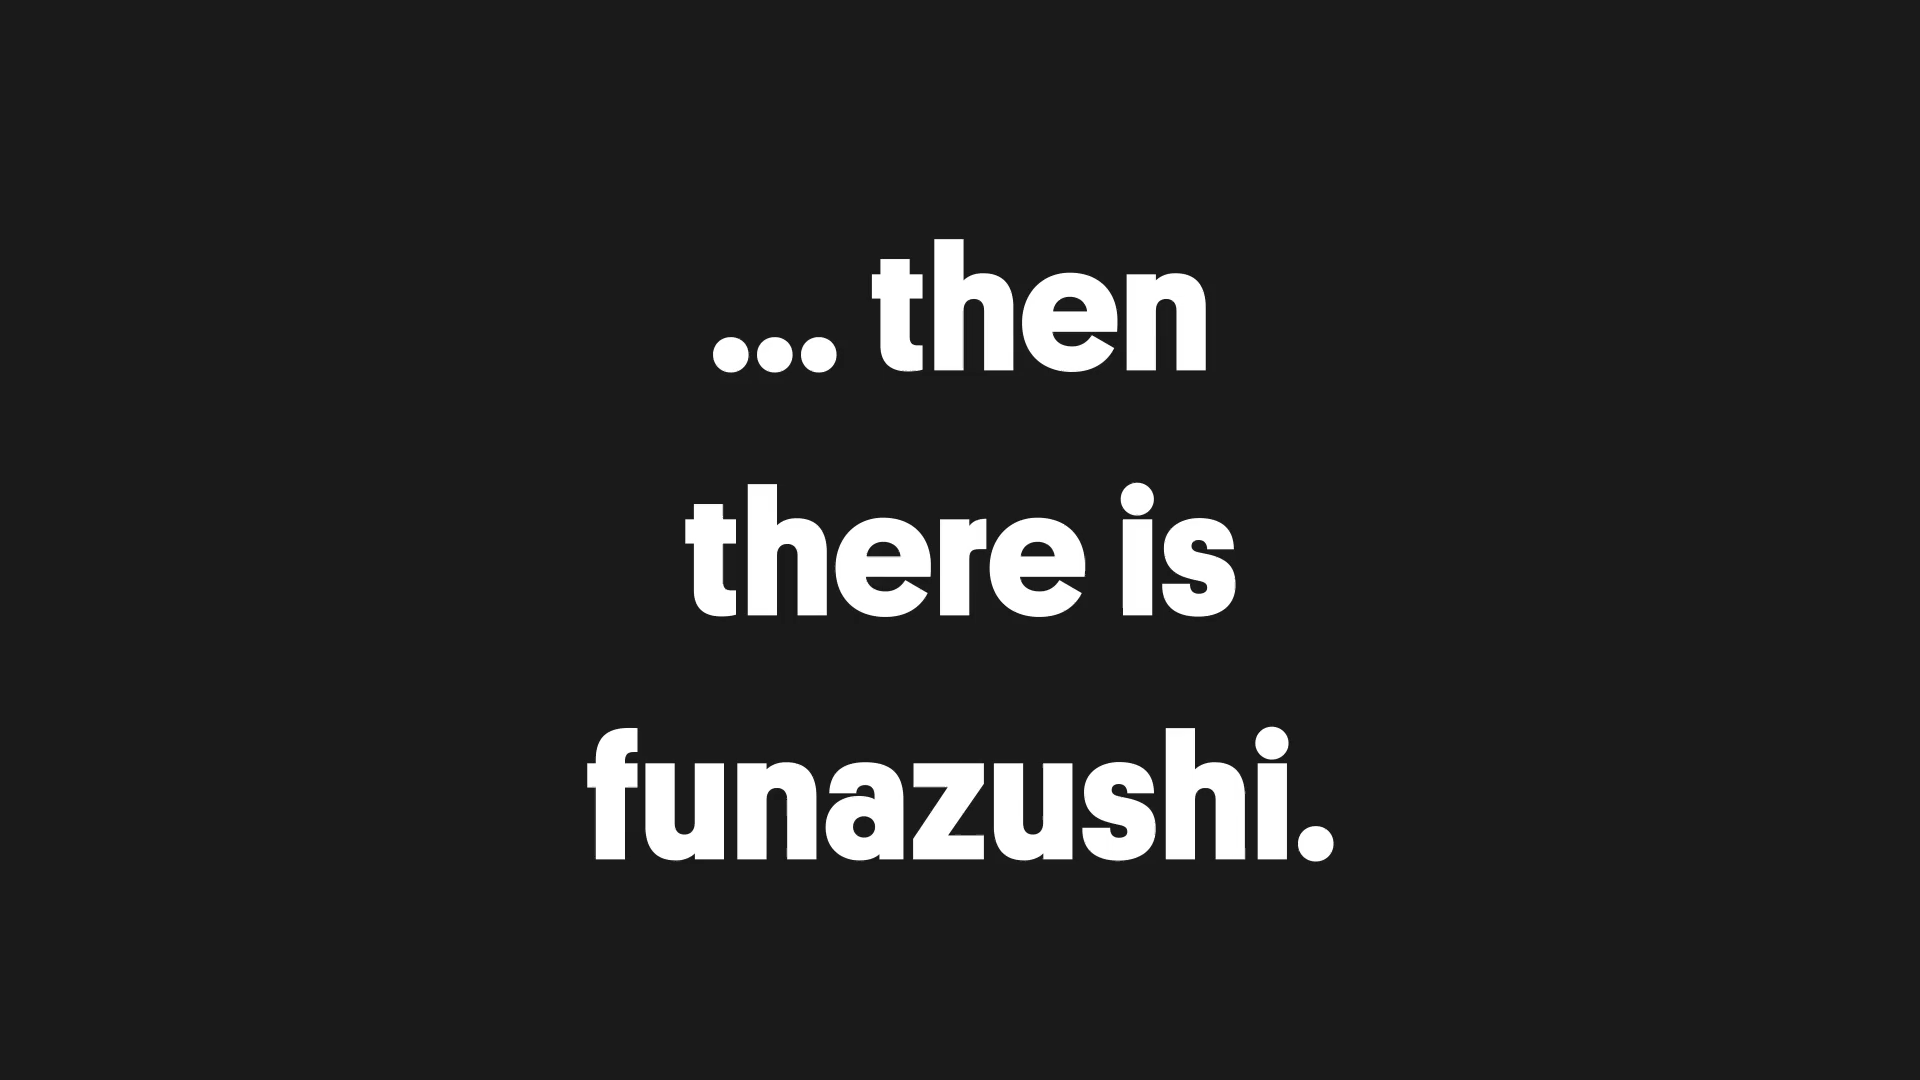 ... then
there is
funazushi.